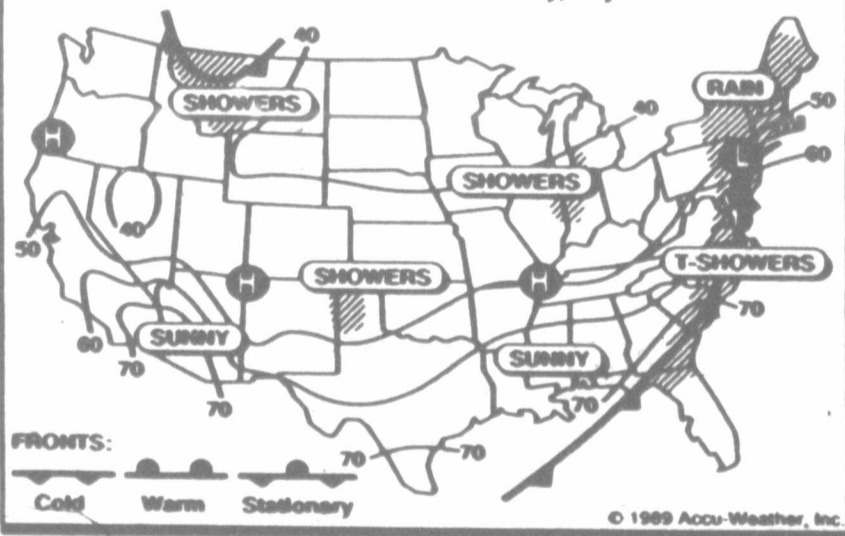 40
SHOWERS
RAIN
50
40
60
H
L
SHOWERS
40
50
SHOWERS
H
H
T-SHOWERS
60
SUNNY
70
SUNNY
70
70
70
70
70
FRONTS:
Cold
Warm
Stationary
© 1989 Accu-Weather, Inc.